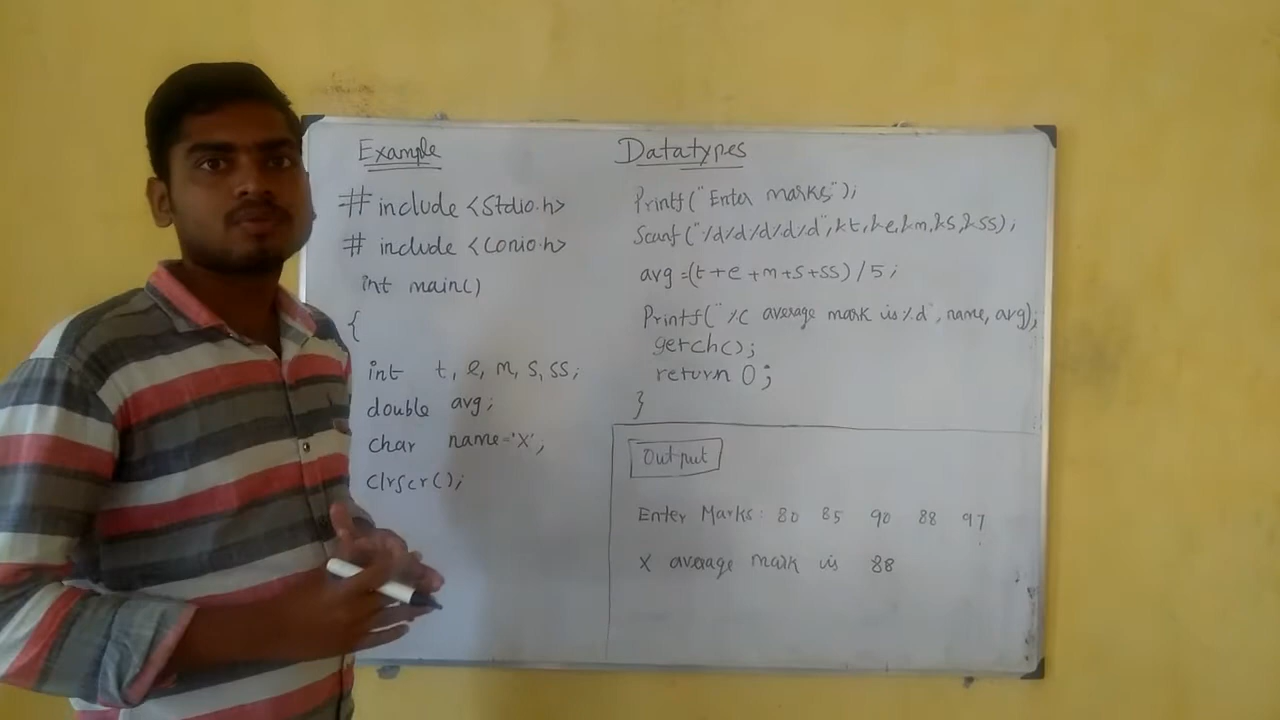 Example
#include <Stdio.h>
# include <Conio.h>
int main()
{
int t, e, m, s, ss;
double avg;
char name='X';
clrscr();
Datatypes
Printf("Enter marks");
Scanf("%d%d%d%d%d",&t,&e,&m,&s,&ss);
avg=(t+e+m+s+ss)/5;
Printf("%c average mark is %d", name, avg);
getch();
return 0;
}
Output
Enter Marks: 80 85 90 88 97
X average mark is 88